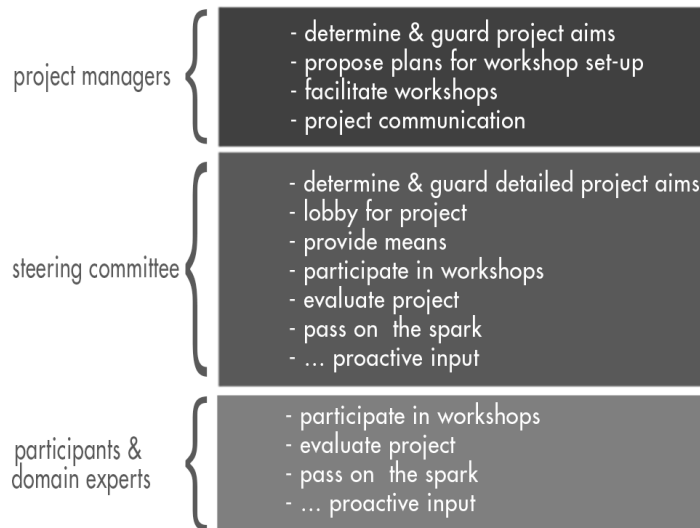 project managers
- determine & guard project aims
- propose plans for workshop set-up
- facilitate workshops
- project communication
steering committee
- determine & guard detailed project aims
- lobby for project
- provide means
- participate in workshops
- evaluate project
- pass on the spark
- ... proactive input
participants &
domain experts
- participate in workshops
- evaluate project
- pass on the spark
- ... proactive input